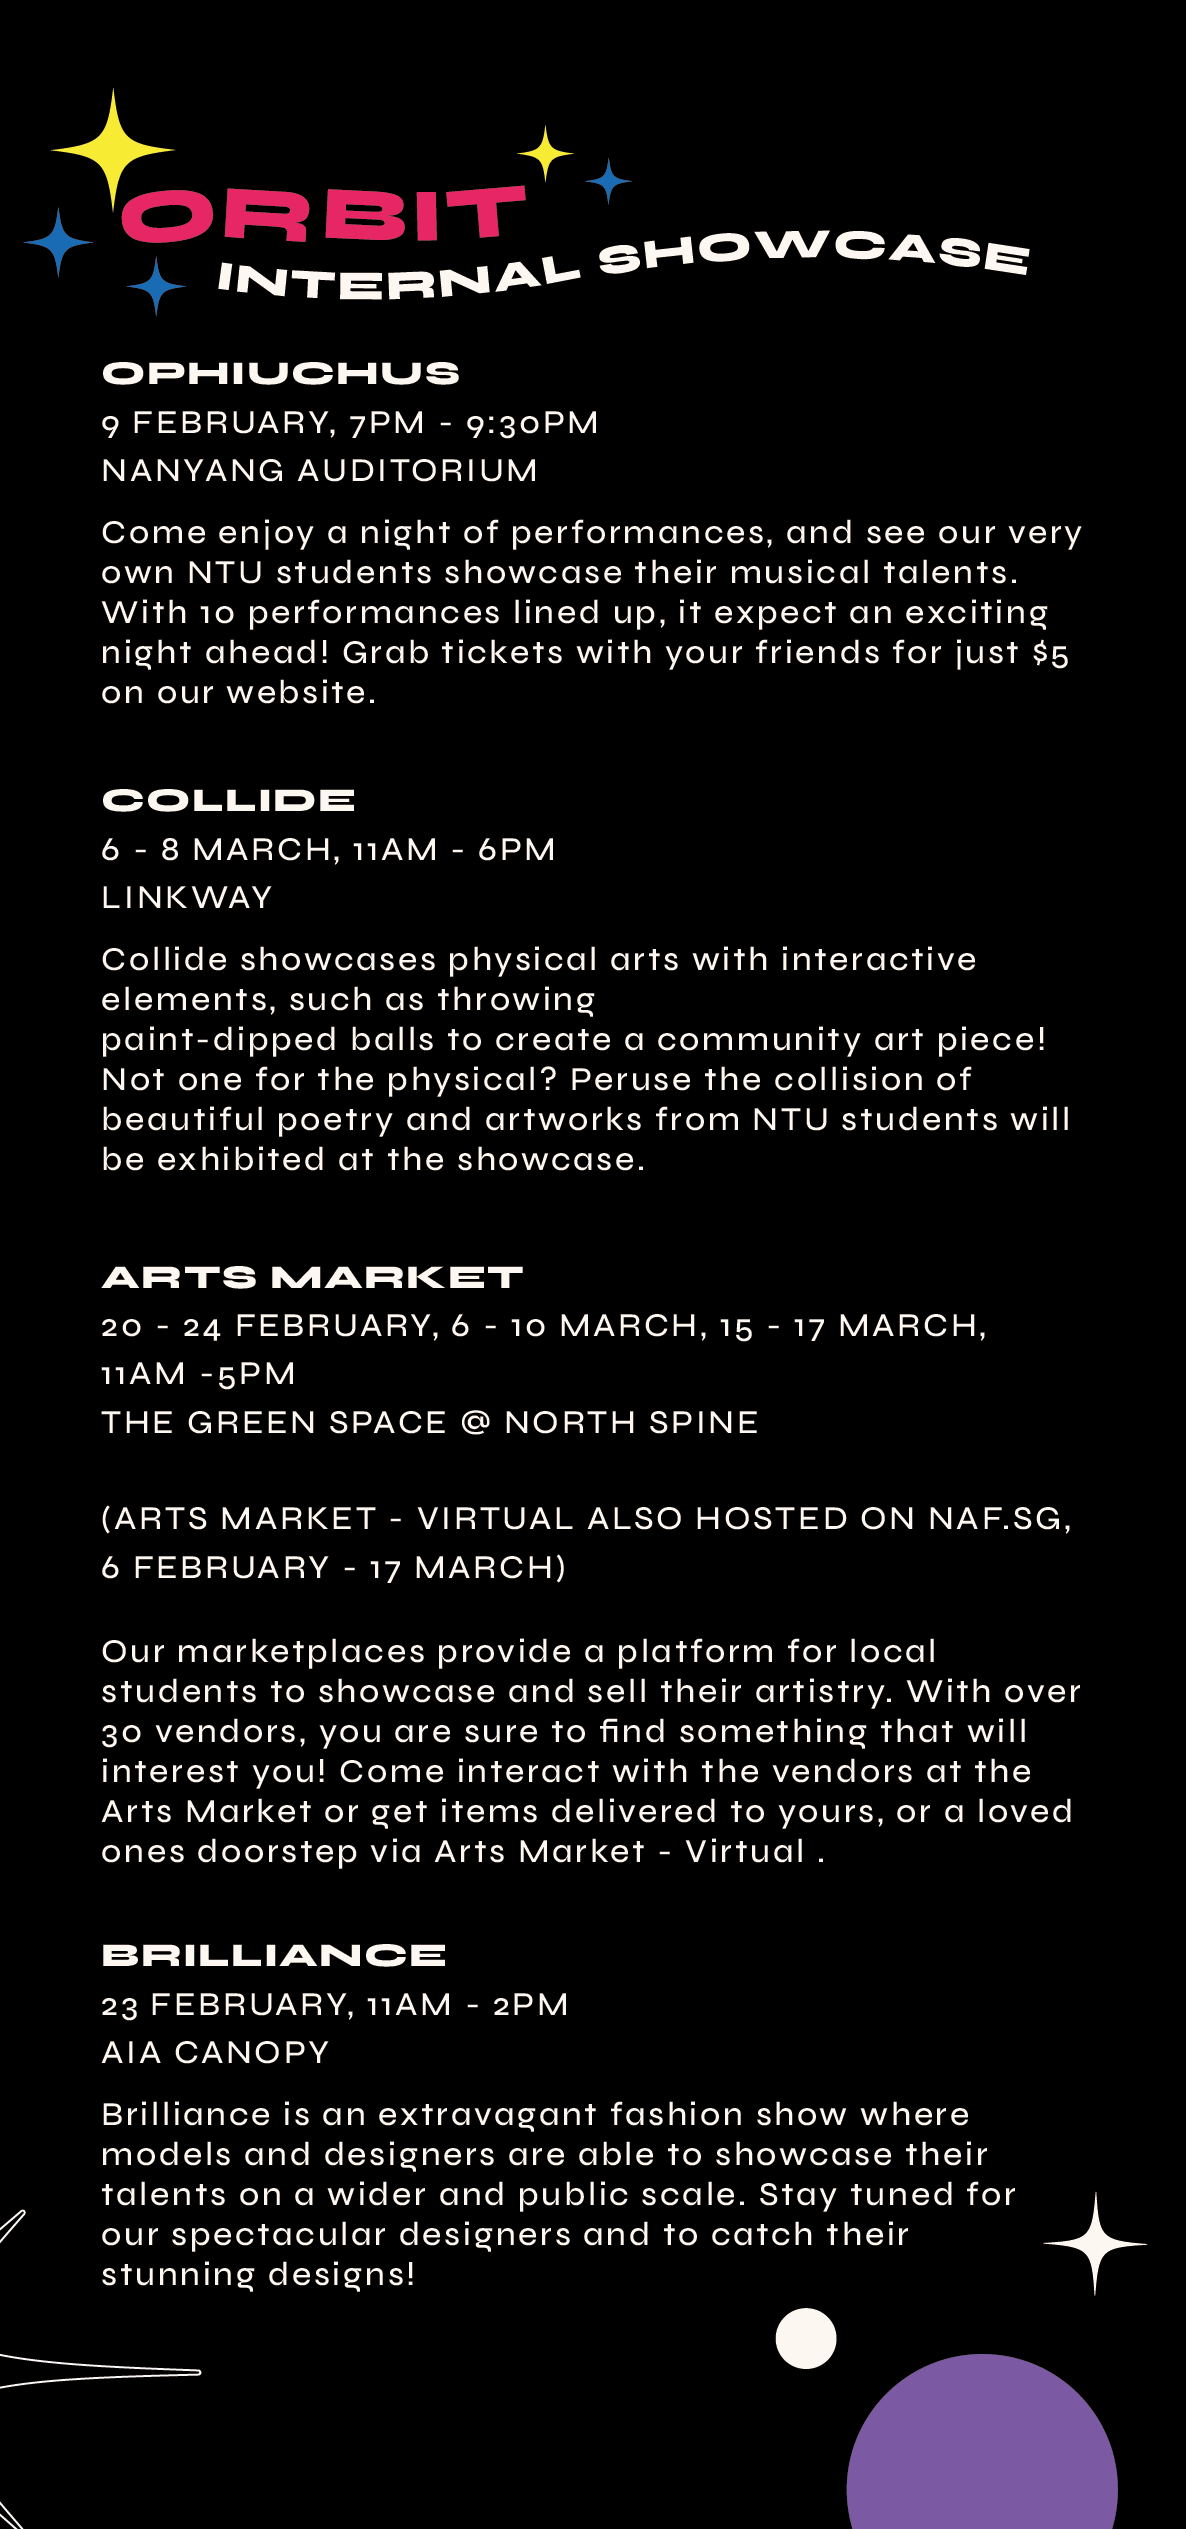 ORBIT
INTERNAL SHOWCASE
OPHIUCHUS
9 FEBRUARY, 7PM - 9:30PM
NANYANG AUDITORIUM
Come enjoy a night of performances, and see our very
own NTU students showcase their musical talents.
With 10 performances lined up, it expect an exciting
night ahead! Grab tickets with your friends for just $5
on our website.
COLLIDE
6 - 8 MARCH, 11AM - 6PM
LINKWAY
Collide showcases physical arts with interactive
elements, such as throwing
paint-dipped balls to create a community art piece!
Not one for the physical? Peruse the collision of
beautiful poetry and artworks from NTU students will
be exhibited at the showcase.
ARTS MARKET
20 - 24 FEBRUARY, 6 - 10 MARCH, 15 - 17 MARCH,
11AM -5PM
THE GREEN SPACE @ NORTH SPINE
(ARTS MARKET - VIRTUAL ALSO HOSTED ON NAF.SG,
6 FEBRUARY - 17 MARCH)
Our marketplaces provide a platform for local
students to showcase and sell their artistry. With over
30 vendors, you are sure to find something that will
interest you! Come interact with the vendors at the
Arts Market or get items delivered to yours, or a loved
ones doorstep via Arts Market - Virtual .
BRILLIANCE
23 FEBRUARY, 11AM - 2PM
AIA CANOPY
Brilliance is an extravagant fashion show where
models and designers are able to showcase their
talents on a wider and public scale. Stay tuned for
our spectacular designers and to catch their
stunning designs!